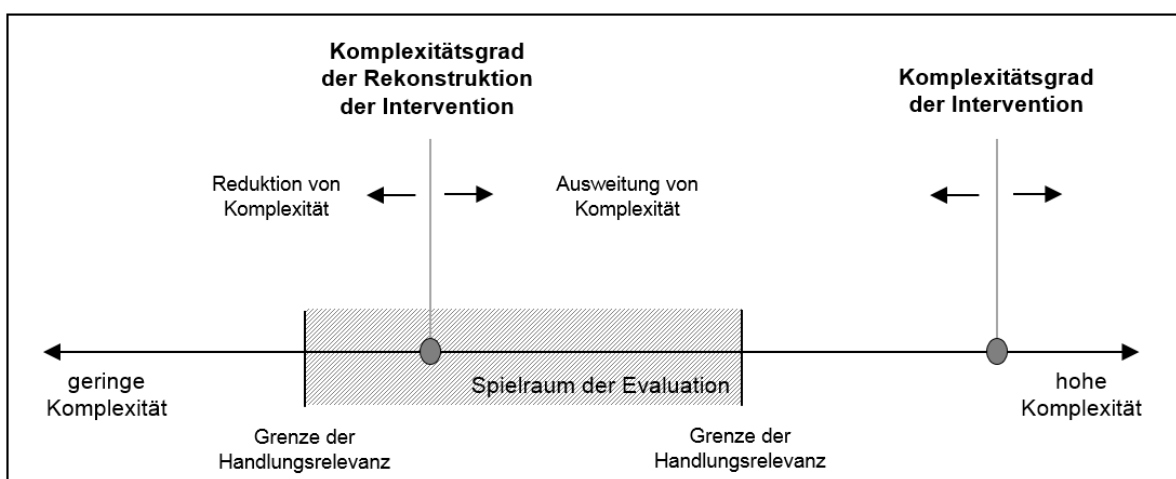 Komplexitätsgrad
der Rekonstruktion
der Intervention
Komplexitätsgrad
der Intervention
Reduktion von
Komplexität
Ausweitung von
Komplexität
geringe
Komplexität
Spielraum der Evaluation
hohe
Komplexität
Grenze der
Handlungsrelevanz
Grenze der
Handlungsrelevanz